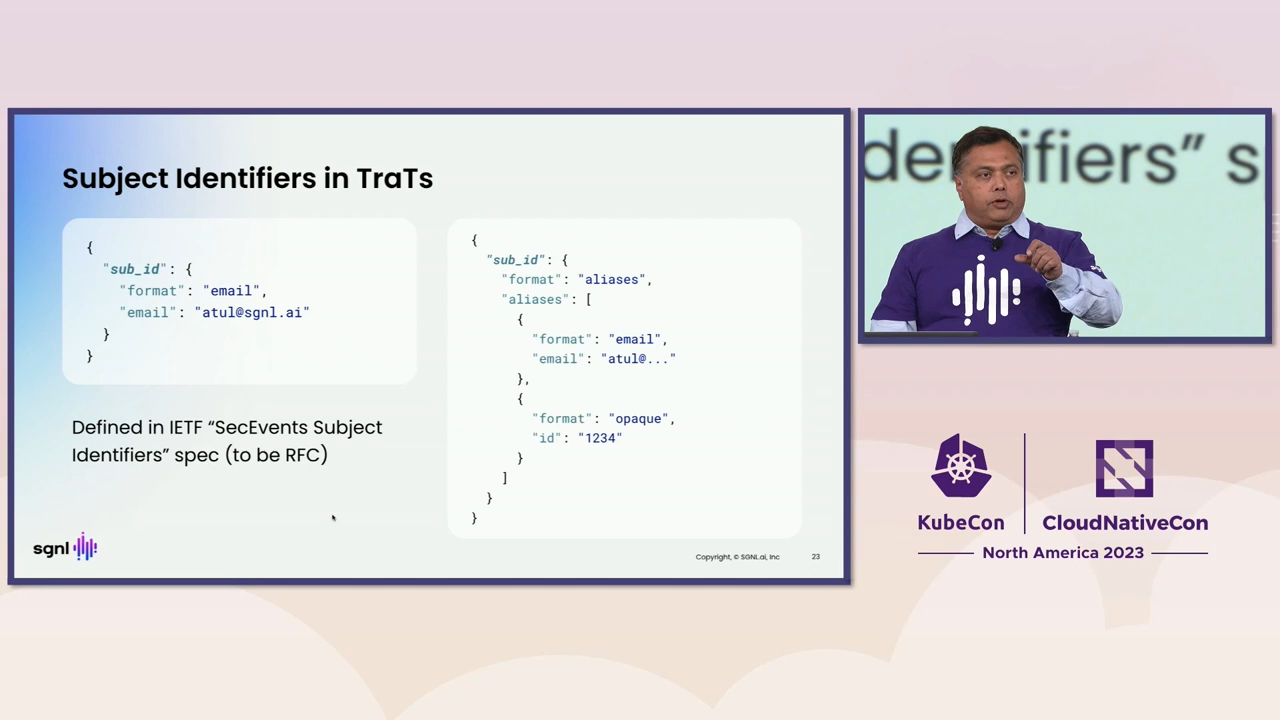 Subject Identifiers in TraTs
{
"sub_id": {
"format": "email",
"email": "atul@sgnl.ai"
}
}
Defined in IETF “SecEvents Subject
Identifiers” spec (to be RFC)
{
"sub_id": {
"format": "aliases",
"aliases": [
{
"format": "email",
"email": "atul@..."
},
{
"format": "opaque",
"id": "1234"
}
]
}
}
sgnl
Copyright, © SGNL.ai, Inc
23
identifiers” s
KubeCon
CloudNativeCon
North America 2023